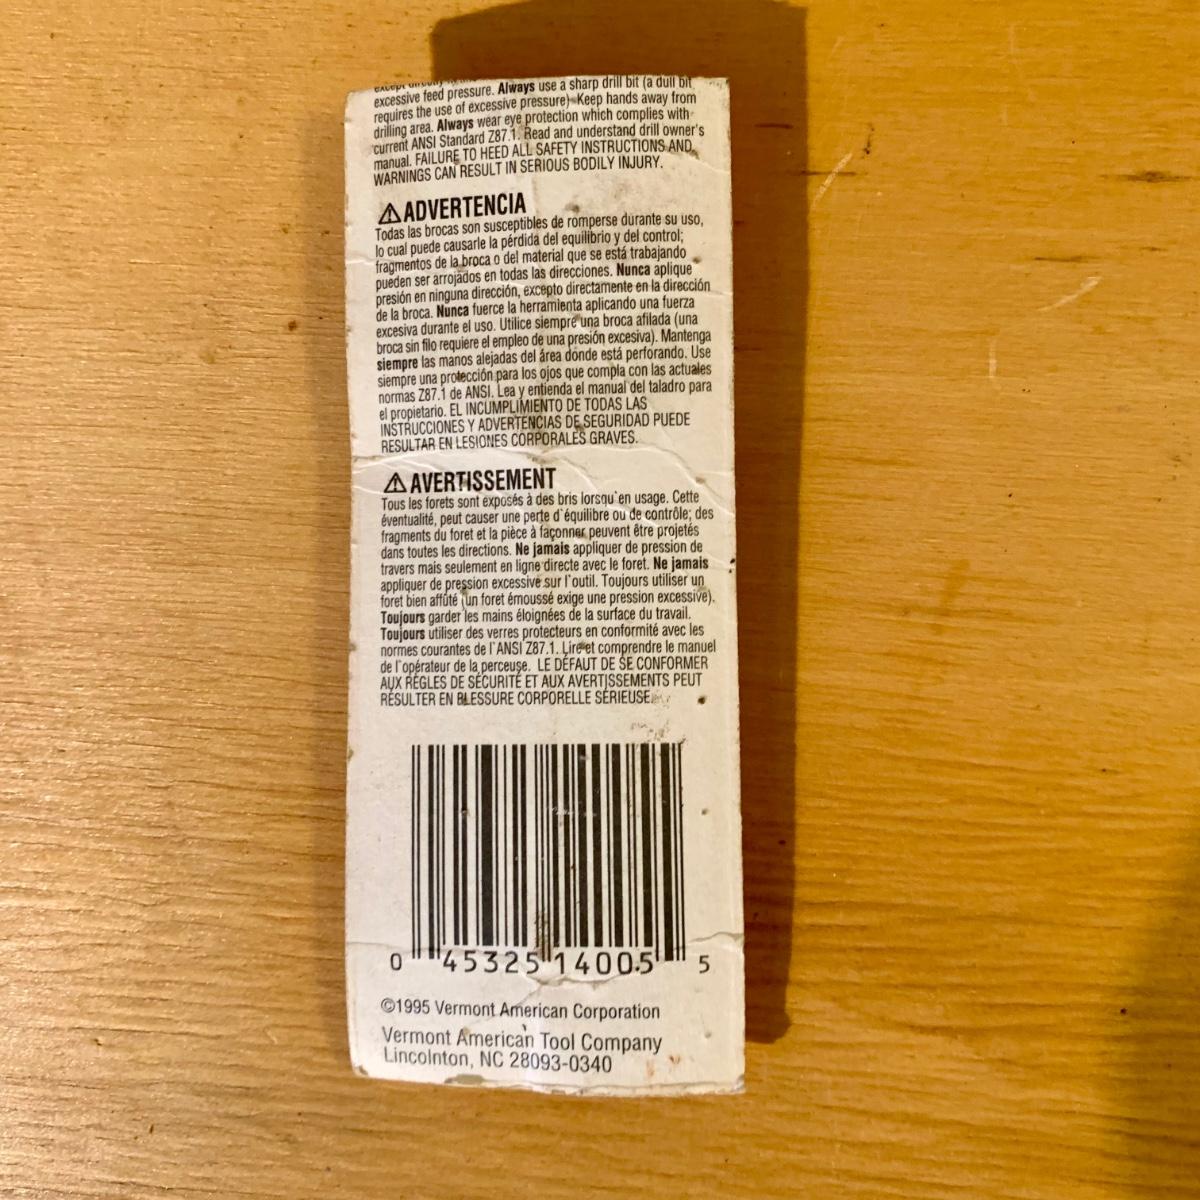 except directly
excessive feed pressure. Always use a sharp drill bit (a dull bit
requires the use of excessive pressure) Keep hands away from
drilling area. Always wear eye protection which complies with
current ANSI Standard Z87.1. Read and understand drill owner's
manual. FAILURE TO HEED ALL SAFETY INSTRUCTIONS AND
WARNINGS CAN RESULT IN SERIOUS BODILY INJURY.
⚠ADVERTENCIA
Todas las brocas son susceptibles de romperse durante su uso,
lo cual puede causarle la pérdida del equilibrio y del control;
fragmentos de la broca o del material que se está trabajando
pueden ser arrojados en todas las direcciones. Nunca aplique
presión en ninguna dirección, excepto directamente en la dirección
de la broca. Nunca fuerce la herramienta aplicando una fuerza
excesiva durante el uso. Utilice siempre una broca afilada (una
broca sin filo requiere el empleo de una presión excesiva). Mantenga
siempre las manos alejadas del área donde está perforando. Use
siempre una protección para los ojos que compla con las actuales
normas Z87.1 de ANSI. Lea y entienda el manual del taladro para
el propietario. EL INCUMPLIMIENTO DE TODAS LAS
INSTRUCCIONES Y ADVERTENCIAS DE SEGURIDAD PUEDE
RESULTAR EN LESIONES CORPORALES GRAVES.
⚠AVERTISSEMENT
Tous les forets sont exposés à des bris lorsqu'en usage. Cette
éventualité, peut causer une perte d'équilibre ou de contrôle; des
fragments du foret et la pièce à façonner peuvent être projetés
dans toutes les directions. Ne jamais appliquer de pression de
travers mais seulement en ligne directe avec le foret. Ne jamais
appliquer de pression excessive sur l'outil. Toujours utiliser un
foret bien affûté (un foret émoussé exige une pression excessive).
Toujours garder les mains éloignées de la surface du travail.
Toujours utiliser des verres protecteurs en conformité avec les
normes courantes de l'ANSI Z87.1. Lire et comprendre le manuel
de l'opérateur de la perceuse. LE DÉFAUT DE SE CONFORMER
AUX RÉGLES DE SÉCURITÉ ET AUX AVERTISSEMENTS PEUT
RÉSULTER EN BLESSURE CORPORELLE SÉRIEUSE.
0 45325 14005 5
©1995 Vermont American Corporation
Vermont American Tool Company
Lincolnton, NC 28093-0340